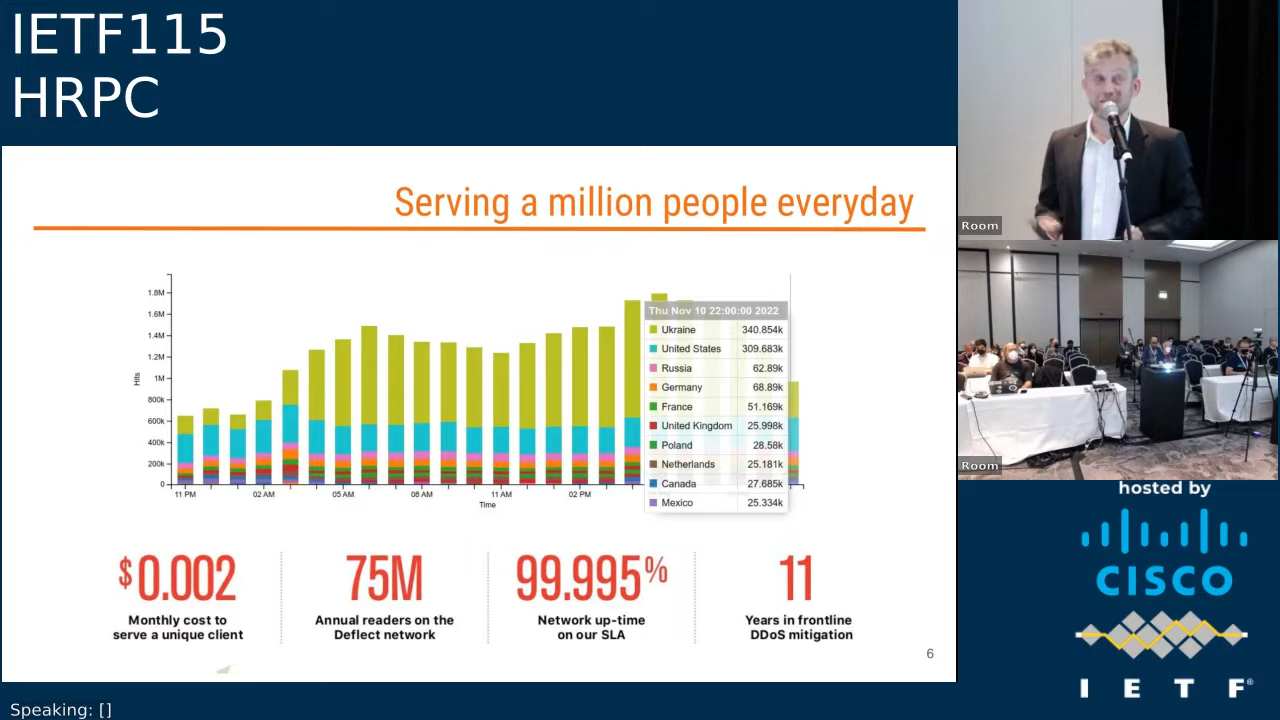 IETF115
HRPC
Serving a million people everyday
1.8M
1.6M
1.4M
1.2M
1M
800k
600k
400k
200k
0
Hits
11 PM
02 AM
05 AM
08 AM
11 AM
02 PM
Time
Thu Nov 10 22:00:00 2022
Ukraine 340.854k
United States 309.683k
Russia 62.89k
Germany 68.89k
France 51.169k
United Kingdom 25.998k
Poland 28.58k
Netherlands 25.181k
Canada 27.685k
Mexico 25.334k
$0.002
Monthly cost to
serve a unique client
75M
Annual readers on the
Deflect network
99.995%
Network up-time
on our SLA
11
Years in frontline
DDoS mitigation
6
Room
Room
hosted by
CISCO
IETF®
Speaking: []